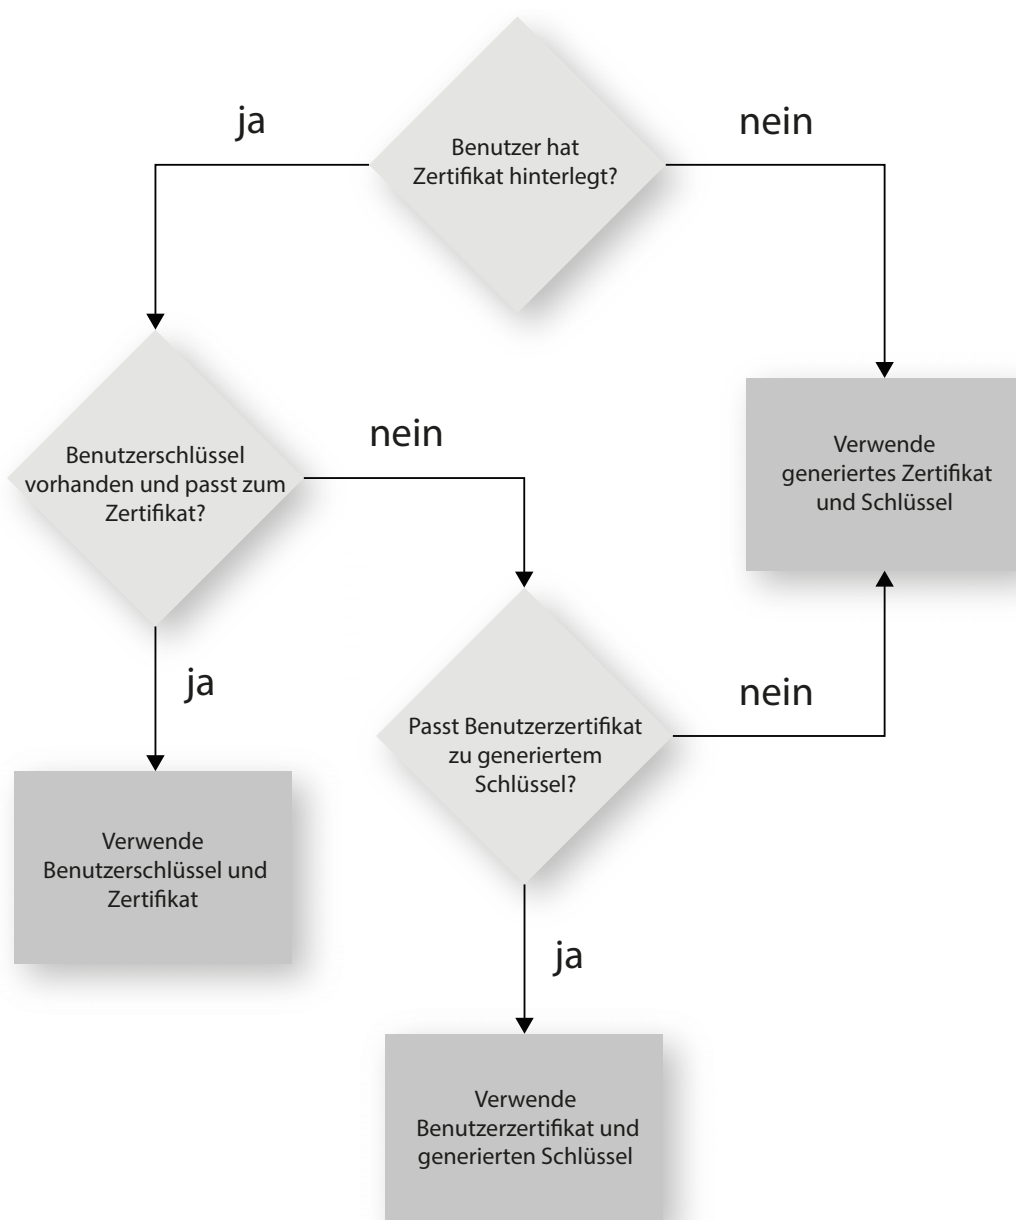 ja
nein
Benutzer hat
Zertifikat hinterlegt?
nein
Benutzerschlüssel
vorhanden und passt zum
Zertifikat?
Verwende
generiertes Zertifikat
und Schlüssel
ja
nein
Passt Benutzerzertifikat
zu generiertem
Schlüssel?
Verwende
Benutzerschlüssel und
Zertifikat
ja
Verwende
Benutzerzertifikat und
generierten Schlüssel